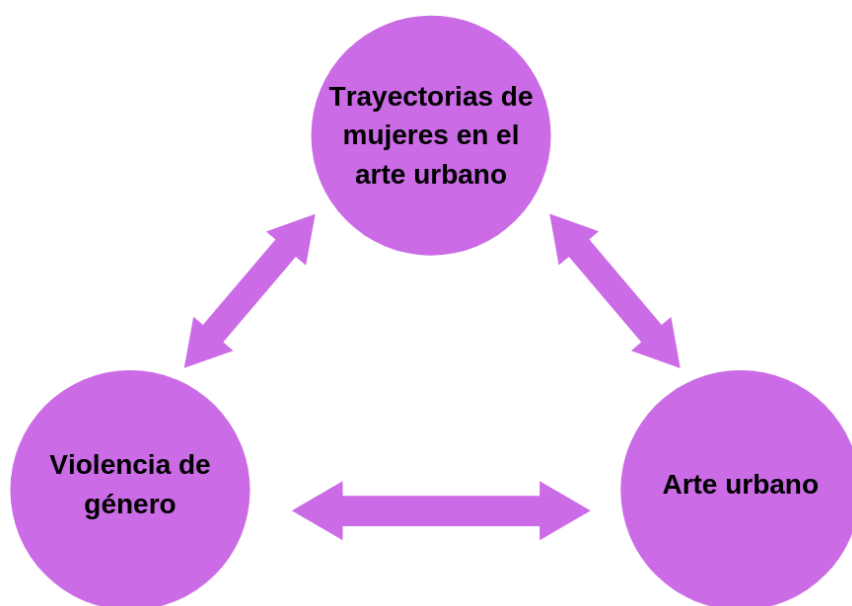 Trayectorias de
mujeres en el
arte urbano
Violencia de
género
Arte urbano